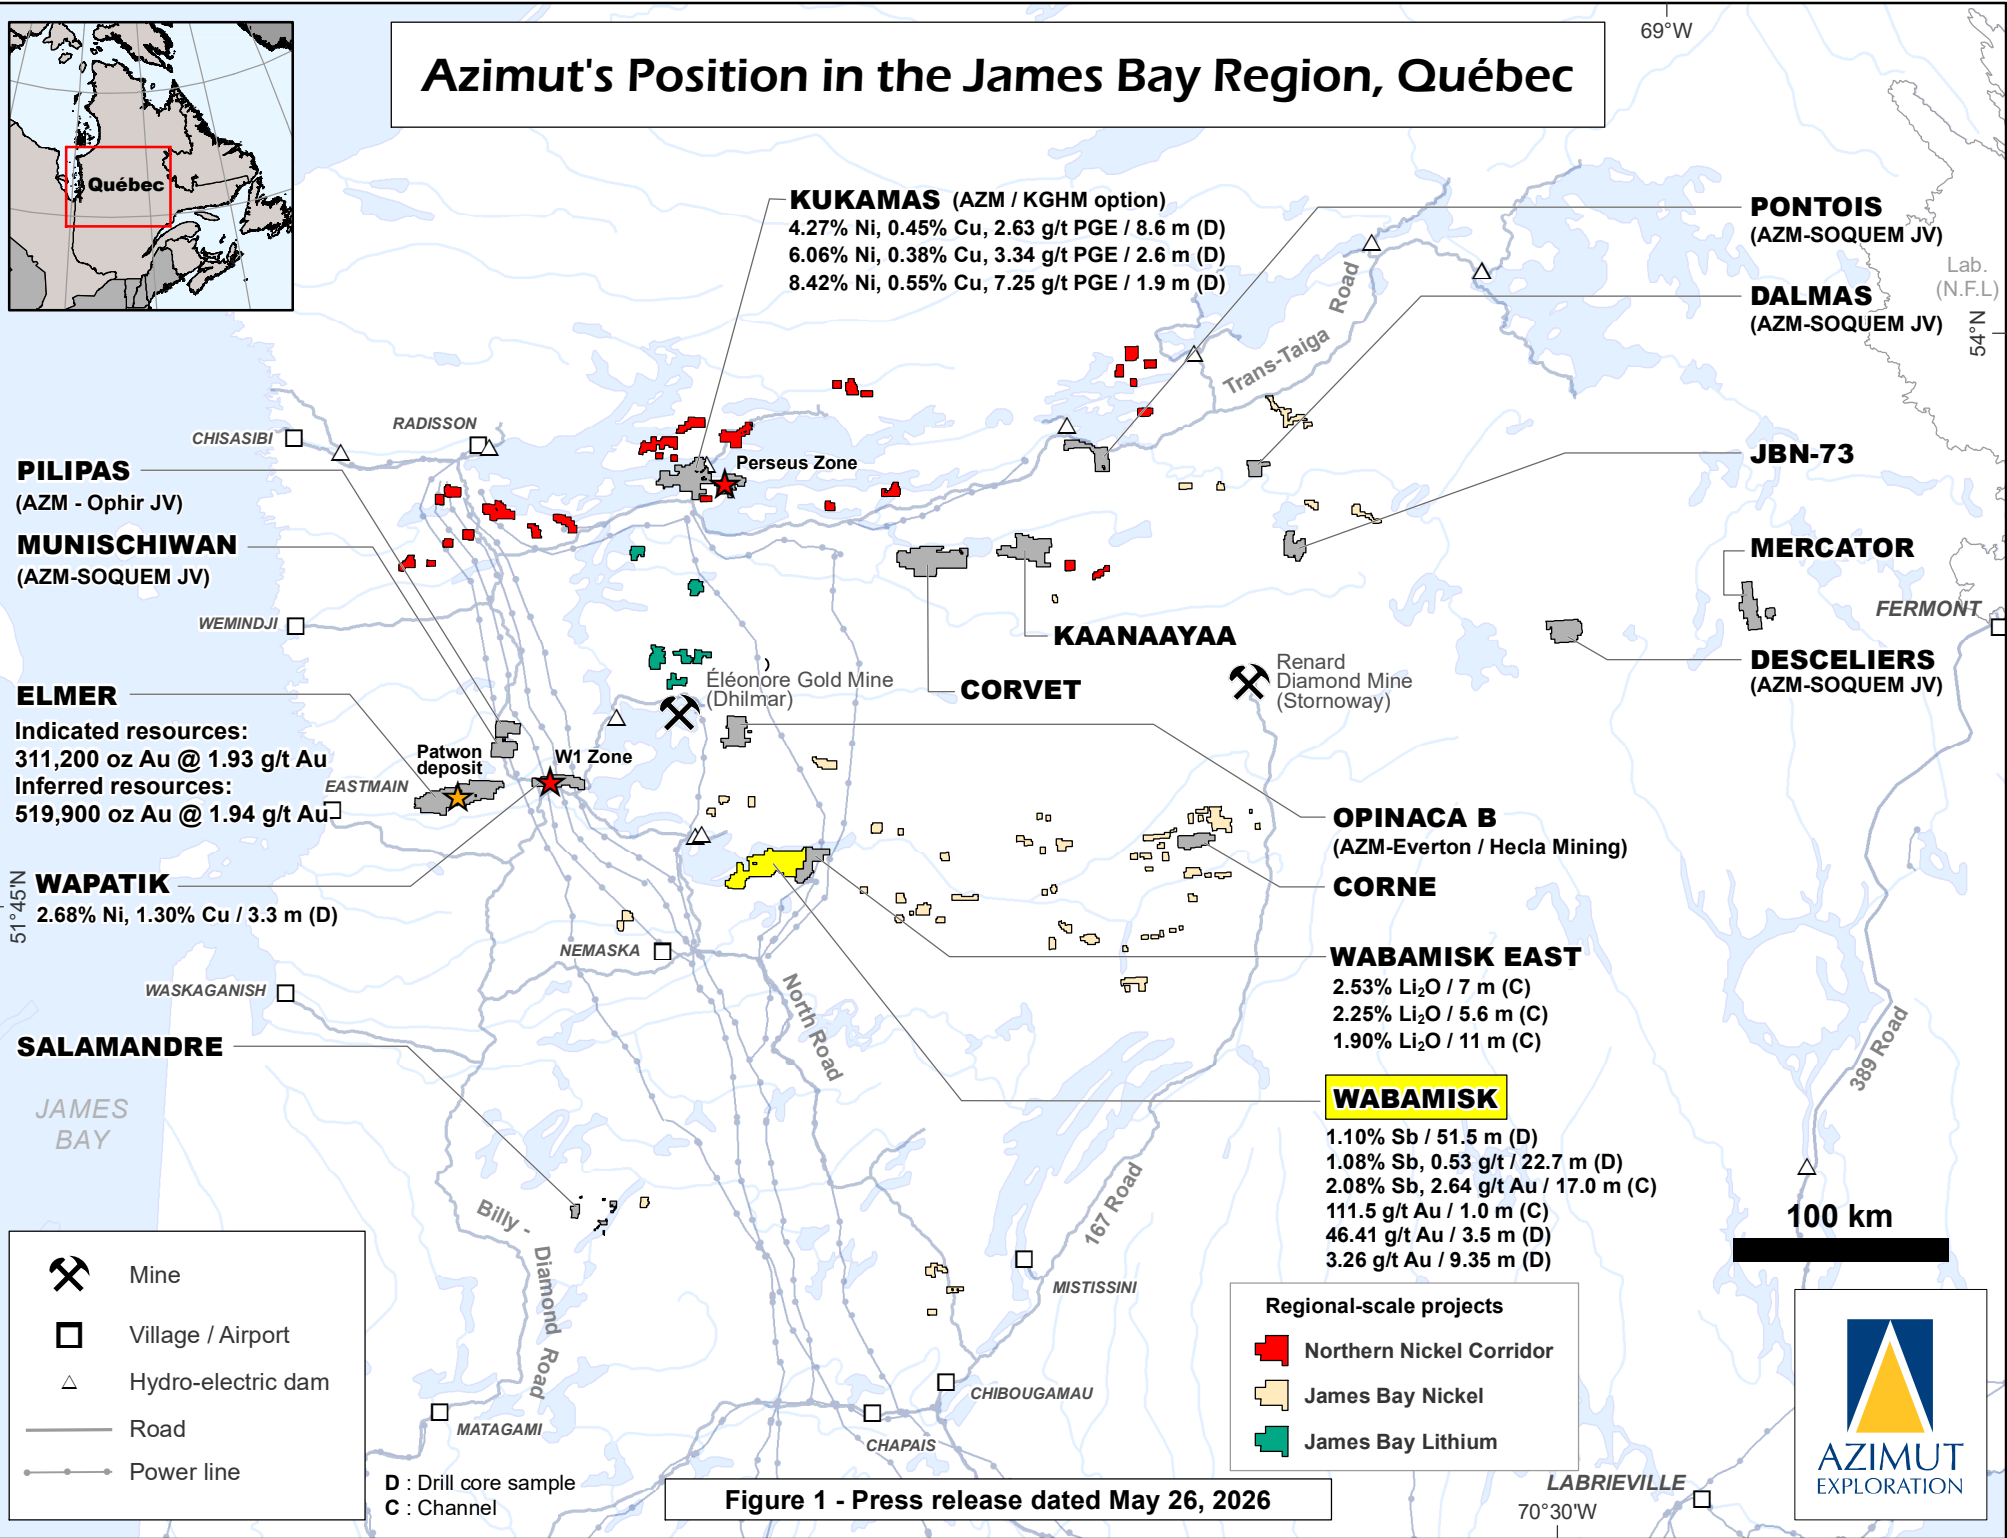 Azimut's Position in the James Bay Region, Québec
Québec
69°W
KUKAMAS (AZM / KGHM option)
4.27% Ni, 0.45% Cu, 2.63 g/t PGE / 8.6 m (D)
6.06% Ni, 0.38% Cu, 3.34 g/t PGE / 2.6 m (D)
8.42% Ni, 0.55% Cu, 7.25 g/t PGE / 1.9 m (D)
PONTOIS
(AZM-SOQUEM JV)
Lab.
(N.F.L)
DALMAS
(AZM-SOQUEM JV)
54°N
Trans-Taiga Road
CHISASIBI
RADISSON
PILIPAS
(AZM - Ophir JV)
Perseus Zone
JBN-73
MUNISCHIWAN
(AZM-SOQUEM JV)
MERCATOR
WEMINDJI
FERMONT
KAANAAYAA
Éléonore Gold Mine
(Dhilmar)
CORVET
Renard
Diamond Mine
(Stornoway)
DESCELIERS
(AZM-SOQUEM JV)
ELMER
Indicated resources:
311,200 oz Au @ 1.93 g/t Au
Inferred resources:
519,900 oz Au @ 1.94 g/t Au
Patwon
deposit
W1 Zone
EASTMAIN
OPINACA B
(AZM-Everton / Hecla Mining)
WAPATIK
2.68% Ni, 1.30% Cu / 3.3 m (D)
CORNE
51°45'N
NEMASKA
WABAMISK EAST
2.53% Li₂O / 7 m (C)
2.25% Li₂O / 5.6 m (C)
1.90% Li₂O / 11 m (C)
WASKAGANISH
North Road
SALAMANDRE
389 Road
JAMES
BAY
WABAMISK
1.10% Sb / 51.5 m (D)
1.08% Sb, 0.53 g/t / 22.7 m (D)
2.08% Sb, 2.64 g/t Au / 17.0 m (C)
111.5 g/t Au / 1.0 m (C)
46.41 g/t Au / 3.5 m (D)
3.26 g/t Au / 9.35 m (D)
167 Road
Billy - Diamond Road
100 km
MISTISSINI
Mine
Village / Airport
Hydro-electric dam
Road
Power line
Regional-scale projects
Northern Nickel Corridor
James Bay Nickel
James Bay Lithium
CHIBOUGAMAU
MATAGAMI
CHAPAIS
D : Drill core sample
C : Channel
Figure 1 - Press release dated May 26, 2026
LABRIEVILLE
70°30'W
AZIMUT
EXPLORATION